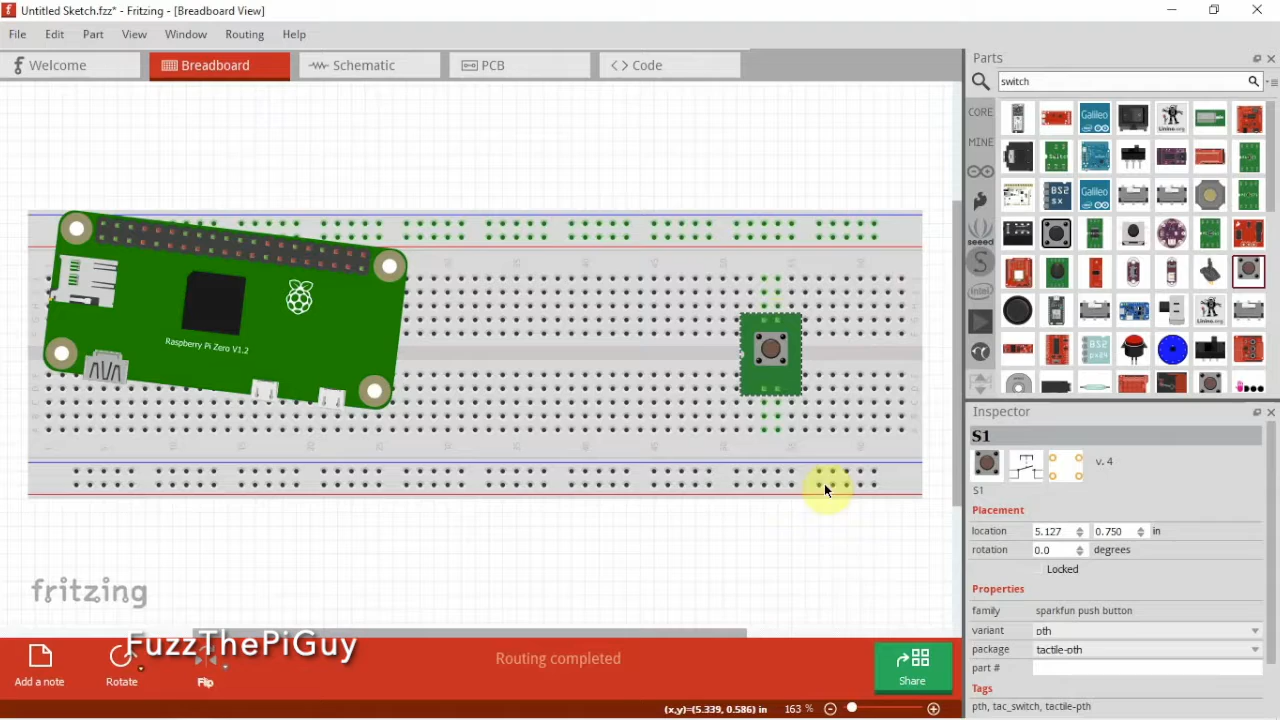 Untitled Sketch.fzz* - Fritzing - [Breadboard View]
File Edit Part View Window Routing Help
Welcome Breadboard Schematic PCB Code
Parts
switch
CORE
MINE
seeed
intel
Raspberry Pi Zero V1.2
Inspector
S1
v. 4
S1
Placement
location 5.127 0.750 in
rotation 0.0 degrees
Locked
Properties
family sparkfun push button
variant pth
package tactile-pth
part #
Tags
pth, tac_switch, tactile-pth
fritzing
FuzzThePiGuy
Routing completed
Add a note Rotate Flip Share
(x,y)=(5.339, 0.586) in 163 %